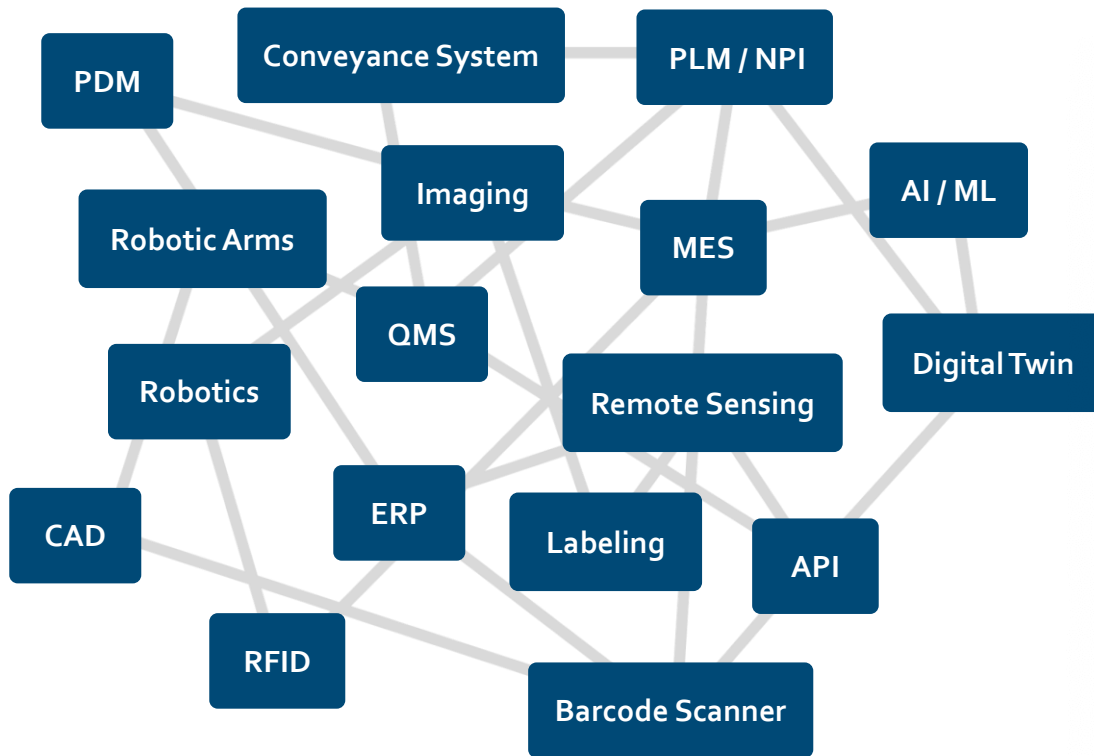 Conveyance System
PLM / NPI
PDM
AI / ML
Imaging
Robotic Arms
MES
QMS
Digital Twin
Robotics
Remote Sensing
ERP
CAD
Labeling
API
RFID
Barcode Scanner